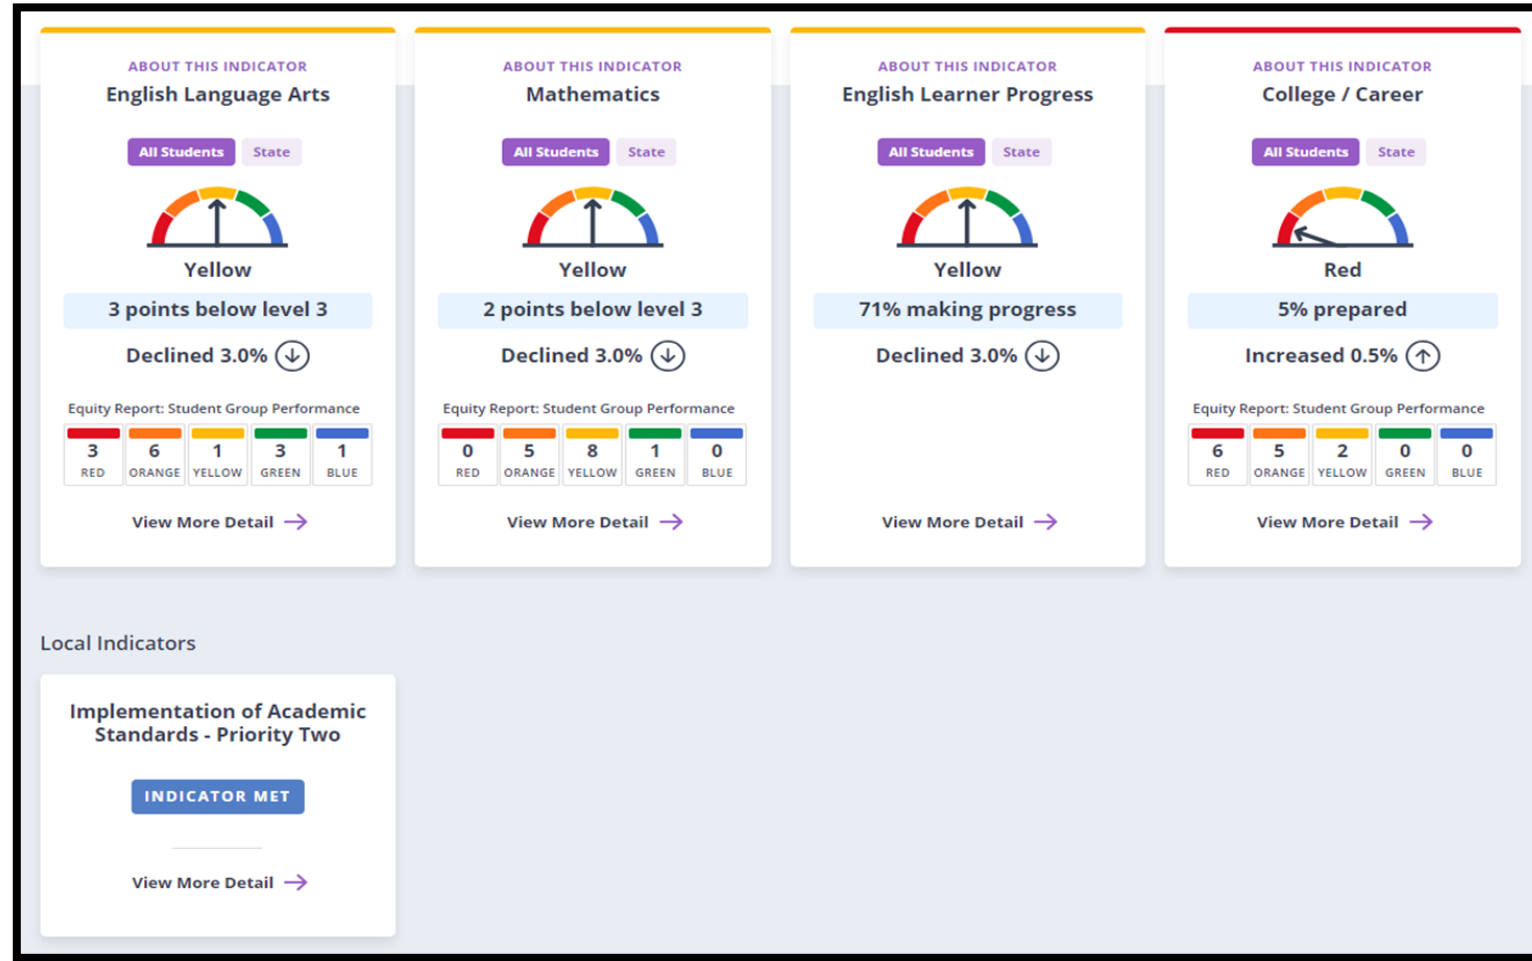 ABOUT THIS INDICATOR
English Language Arts
All Students State
Yellow
3 points below level 3
Declined 3.0%
Equity Report: Student Group Performance
3 6 1 3 1
RED ORANGE YELLOW GREEN BLUE
View More Detail
ABOUT THIS INDICATOR
Mathematics
All Students State
Yellow
2 points below level 3
Declined 3.0%
Equity Report: Student Group Performance
0 5 8 1 0
RED ORANGE YELLOW GREEN BLUE
View More Detail
ABOUT THIS INDICATOR
English Learner Progress
All Students State
Yellow
71% making progress
Declined 3.0%
View More Detail
ABOUT THIS INDICATOR
College / Career
All Students State
Red
5% prepared
Increased 0.5%
Equity Report: Student Group Performance
6 5 2 0 0
RED ORANGE YELLOW GREEN BLUE
View More Detail
Local Indicators
Implementation of Academic
Standards - Priority Two
INDICATOR MET
View More Detail